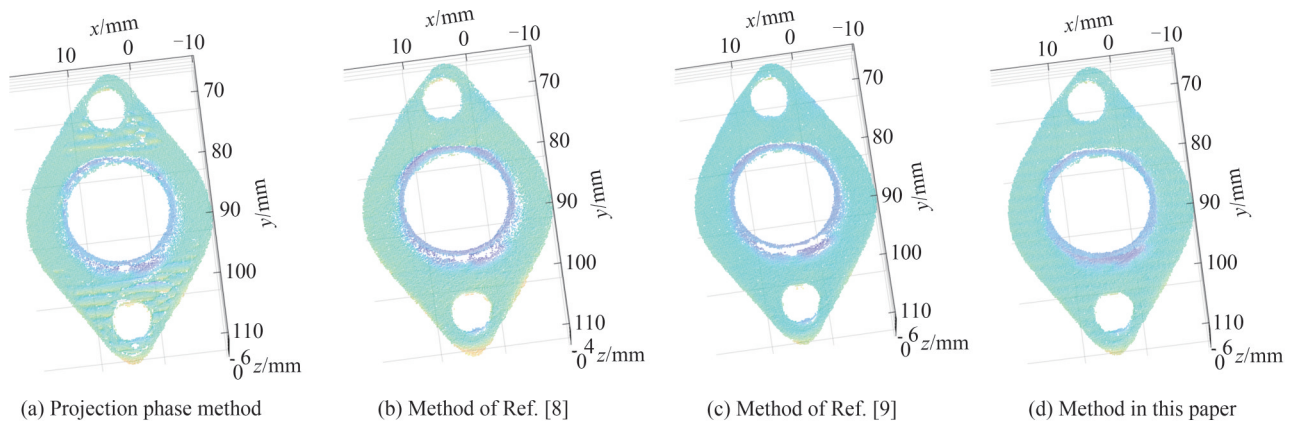 x/mm
10 0 −10
70
80
90
100
110
y/mm
-6
0 z/mm
(a) Projection phase method
x/mm
10 0 −10
70
80
90
100
110
y/mm
-4
0 z/mm
(b) Method of Ref. [8]
x/mm
10 0 −10
70
80
90
100
110
y/mm
-6
0 z/mm
(c) Method of Ref. [9]
x/mm
10 0 −10
70
80
90
100
110
y/mm
-6
0 z/mm
(d) Method in this paper